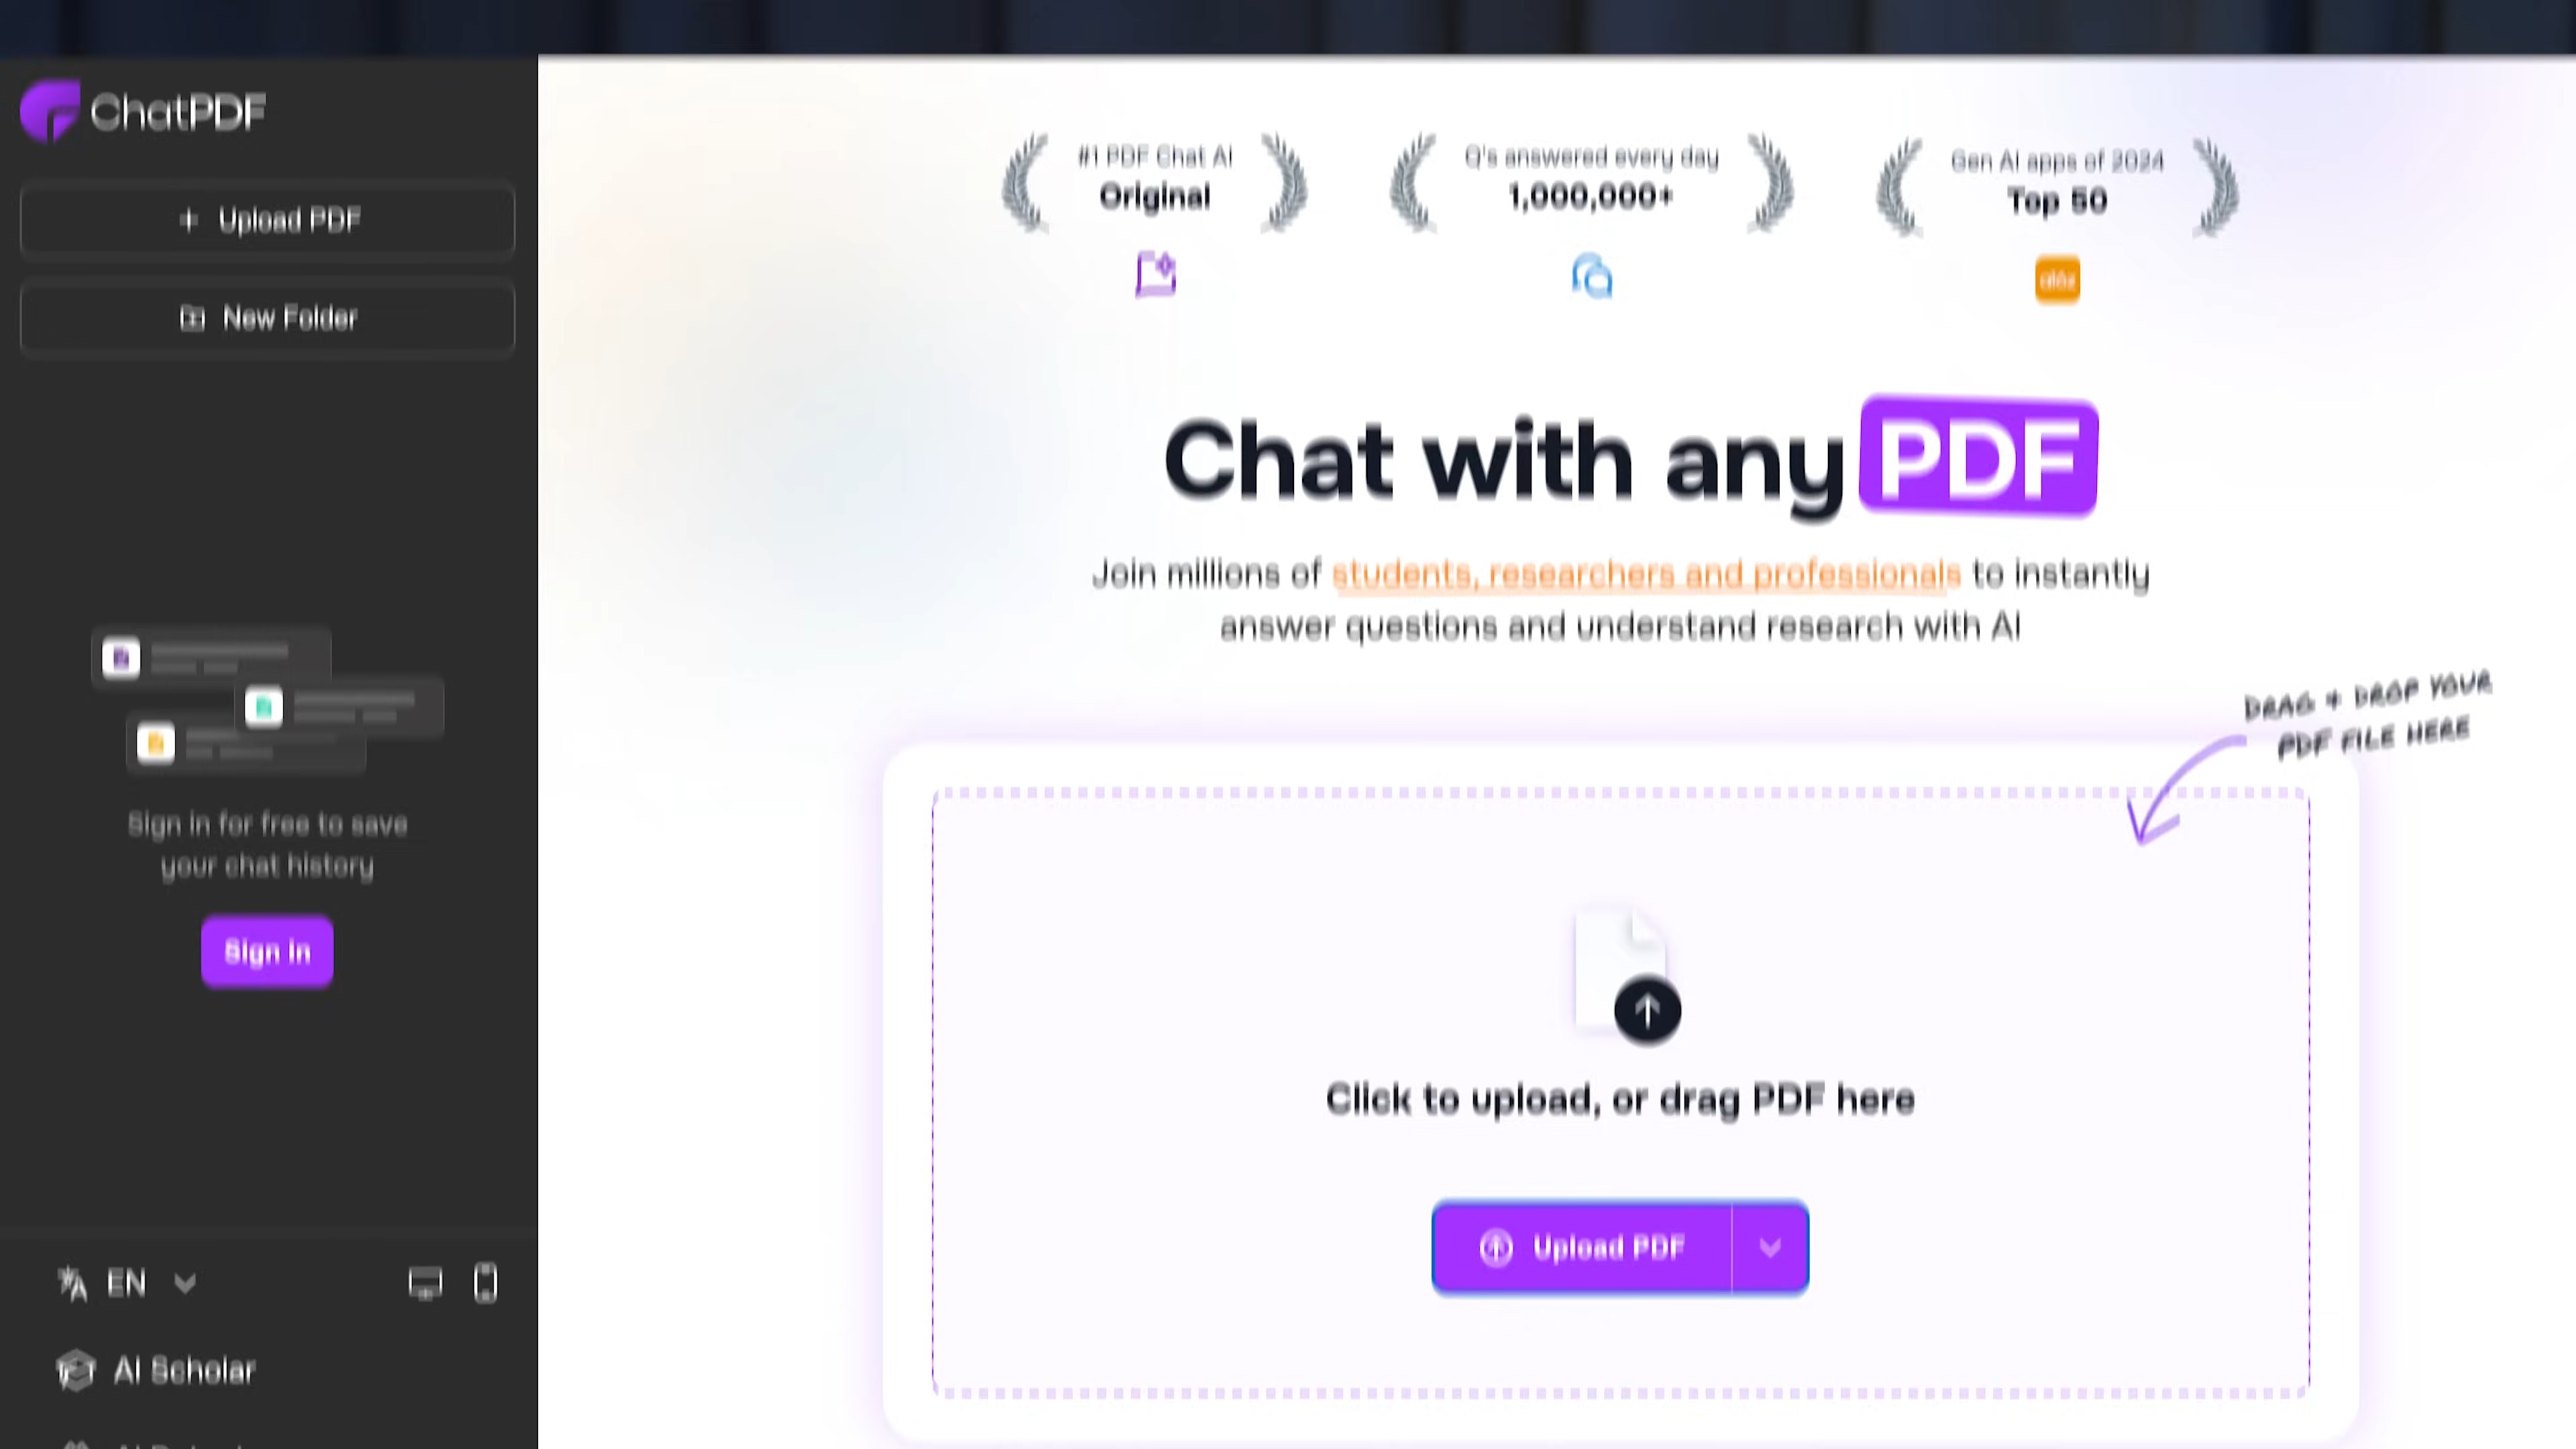 ChatPDF
+ Upload PDF
New Folder
Sign in for free to save
your chat history
Sign in
EN
AI Scholar
#1 PDF Chat AI
Original
Q's answered every day
1,000,000+
Gen AI apps of 2024
Top 50
a16z
Chat with any PDF
Join millions of students, researchers and professionals to instantly
answer questions and understand research with AI
DRAG + DROP YOUR
PDF FILE HERE
Click to upload, or drag PDF here
Upload PDF